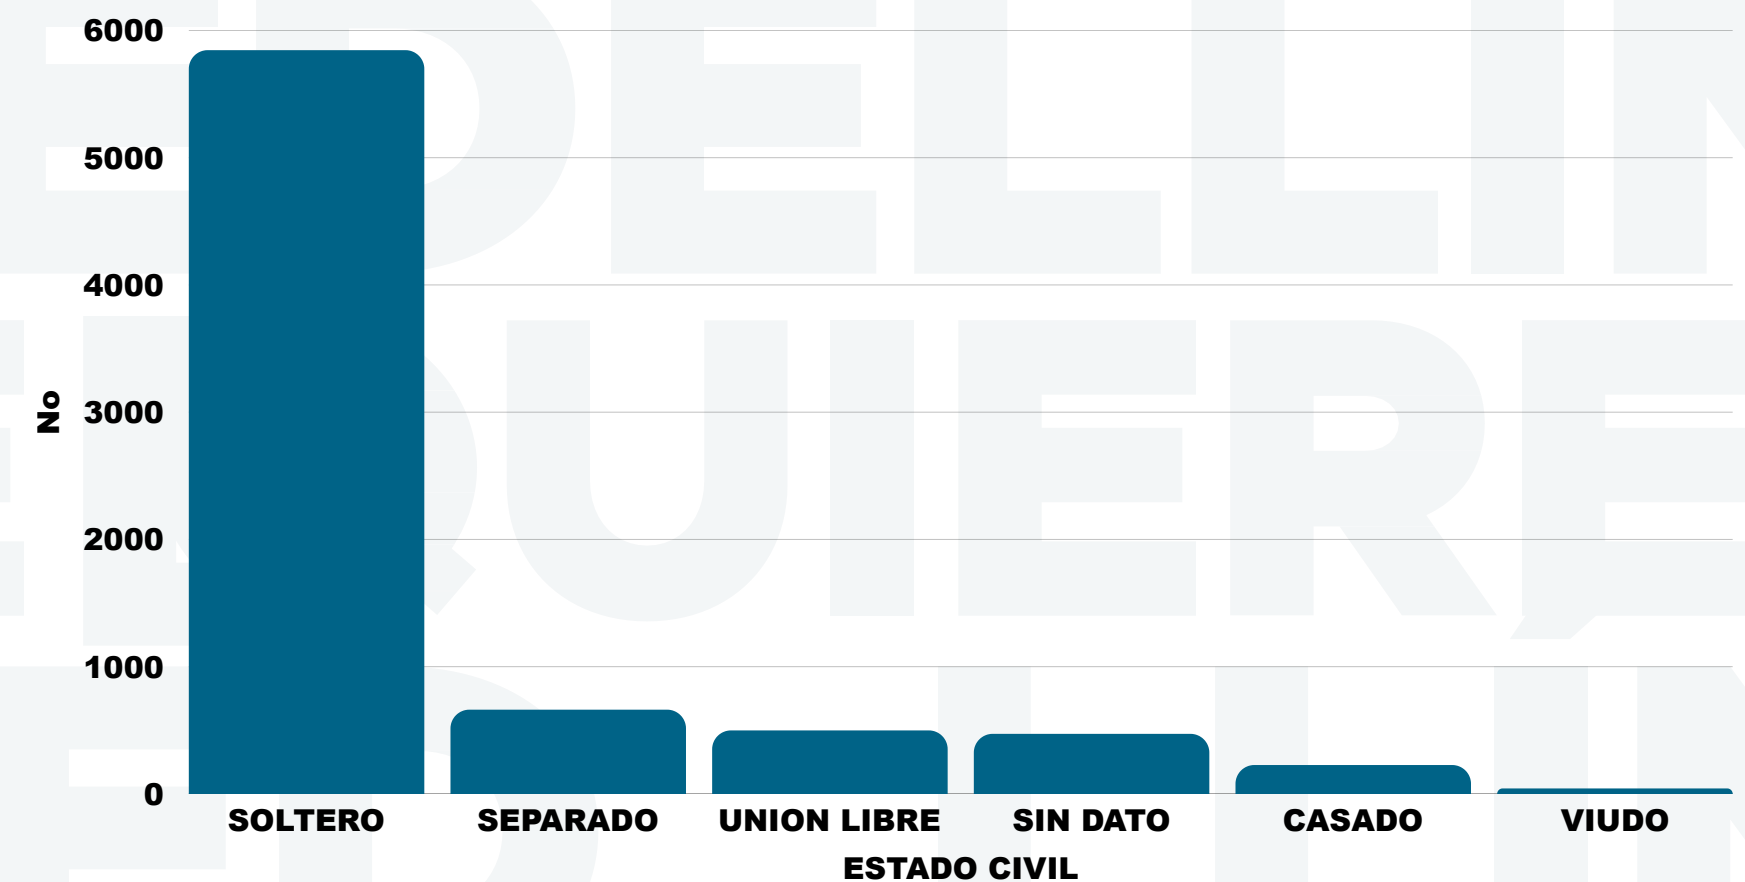 6000
5000
4000
3000
2000
1000
0
No
SOLTERO
SEPARADO
UNION LIBRE
SIN DATO
CASADO
VIUDO
ESTADO CIVIL